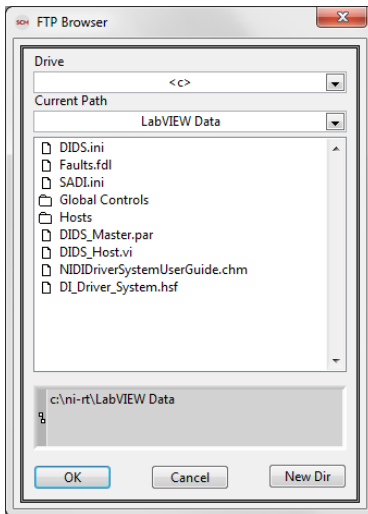 SCH FTP Browser
Drive
<c>
Current Path
LabVIEW Data
DIDS.ini
Faults.fdl
SADI.ini
Global Controls
Hosts
DIDS_Master.par
DIDS_Host.vi
NIDIDriverSystemUserGuide.chm
DI_Driver_System.hsf
c:\ni-rt\LabVIEW Data
OK Cancel New Dir